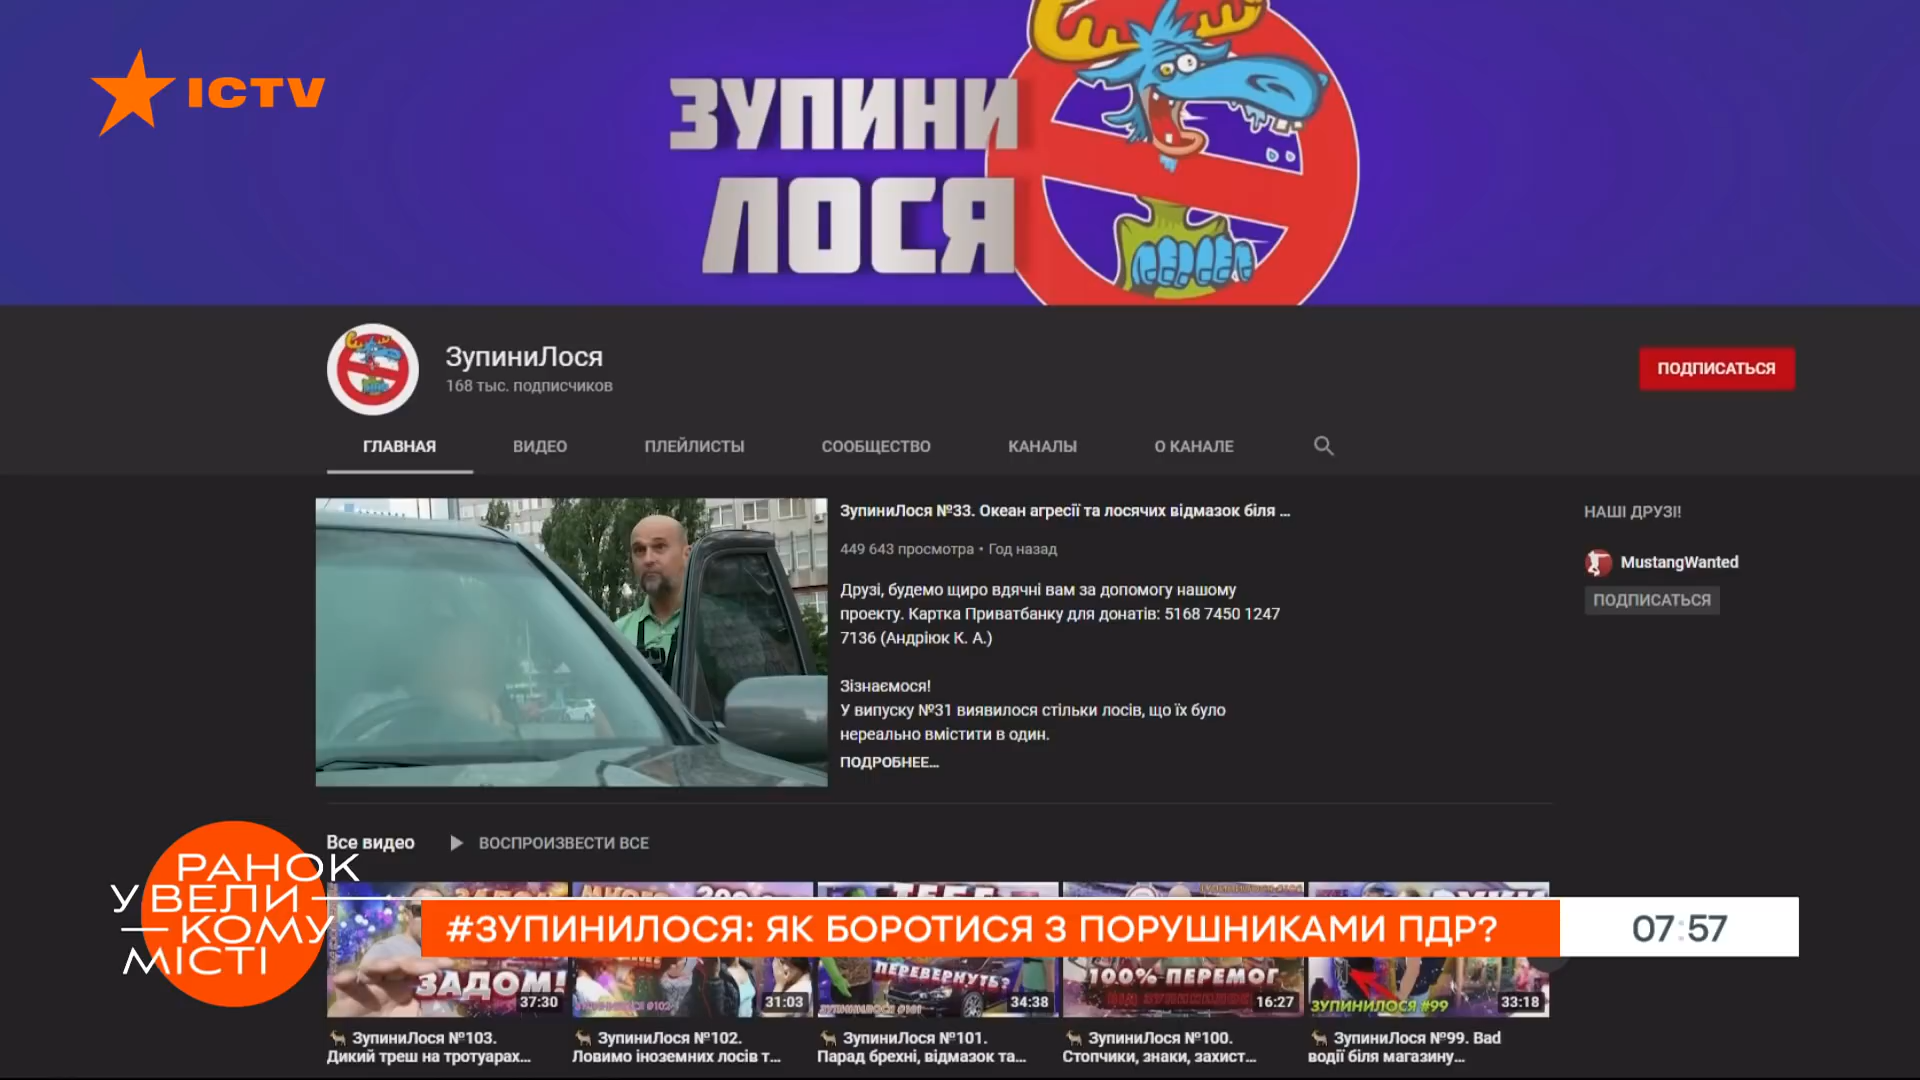 ICTV
ЗУПИНИ
ЛОСЯ
ЗупиниЛося
168 тыс. подписчиков
ПОДПИСАТЬСЯ
ГЛАВНАЯ
ВИДЕО
ПЛЕЙЛИСТЫ
СООБЩЕСТВО
КАНАЛЫ
О КАНАЛЕ
ЗупиниЛося №33. Океан агресії та лосячих відмазок біля ...
449 643 просмотра • Год назад
Друзі, будемо щиро вдячні вам за допомогу нашому
проекту. Картка Приватбанку для донатів: 5168 7450 1247
7136 (Андріюк К. А.)
Зізнаємося!
У випуску №31 виявилося стільки лосів, що їх було
нереально вмістити в один.
ПОДРОБНЕЕ...
НАШІ ДРУЗІ!
MustangWanted
ПОДПИСАТЬСЯ
Все видео
ВОСПРОИЗВЕСТИ ВСЕ
РАНОК
У ВЕЛИ
КОМУ
МІСТІ
#ЗУПИНИЛОСЯ: ЯК БОРОТИСЯ З ПОРУШНИКАМИ ПДР?
07:57
ЗАДОМ!
37:30
31:03
ПЕРЕВЕРНУТЬ?
34:38
100% ПЕРЕМОГ
16:27
ЗУПИНИЛОСЯ #99
33:18
ЗупиниЛося №103.
Дикий треш на тротуарах...
ЗупиниЛося №102.
Ловимо іноземних лосів т...
ЗупиниЛося №101.
Парад брехні, відмазок та...
ЗупиниЛося №100.
Стопчики, знаки, захист...
ЗупиниЛося №99. Bad
водії біля магазину...